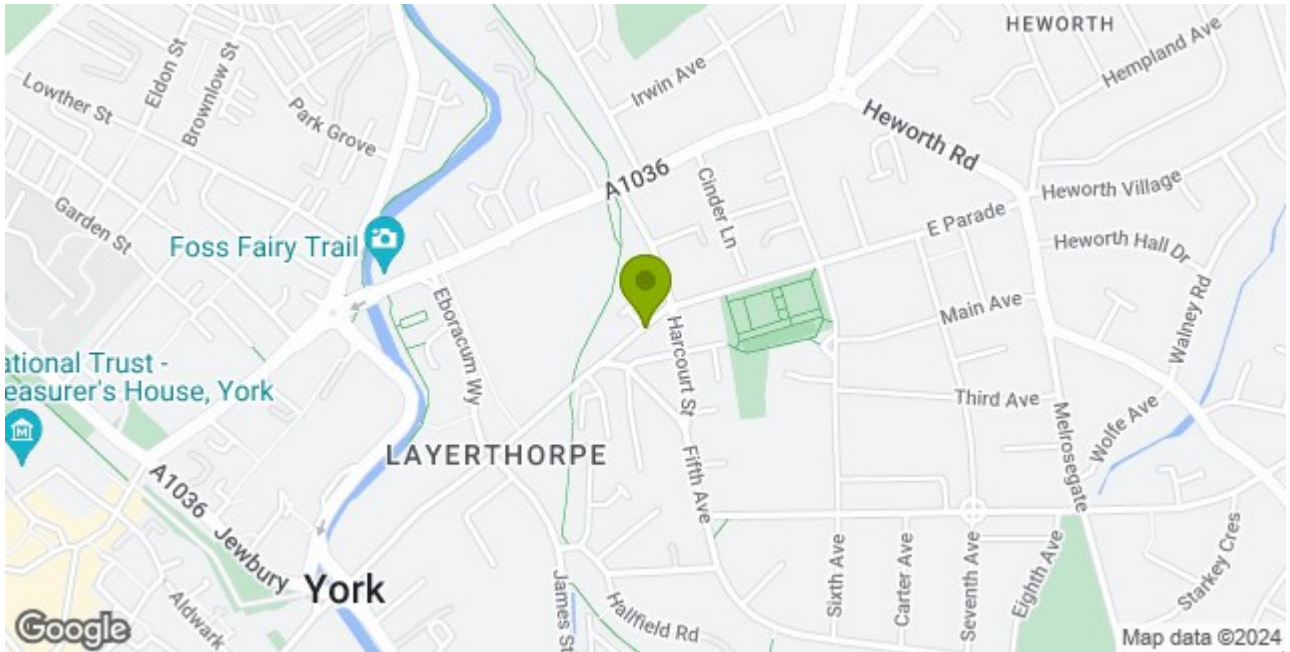 HEWORTH
Hempland Ave
Eldon St
Brownlow St
Lowther St
Park Grove
Irwin Ave
Heworth Rd
A1036
Cinder Ln
Heworth Village
E Parade
Garden St
Foss Fairy Trail
Heworth Hall Dr
Eboracum Wy
Main Ave
Walney Rd
Harcourt St
ational Trust -
easurer's House, York
Third Ave
Melrosegate
Wolfe Ave
LAYERTHORPE
Fifth Ave
A1036
Jewbury
York
Aldwark
James St
Hallfield Rd
Sixth Ave
Carter Ave
Seventh Ave
Eighth Ave
Starkey Cres
M
Google
Map data ©2024